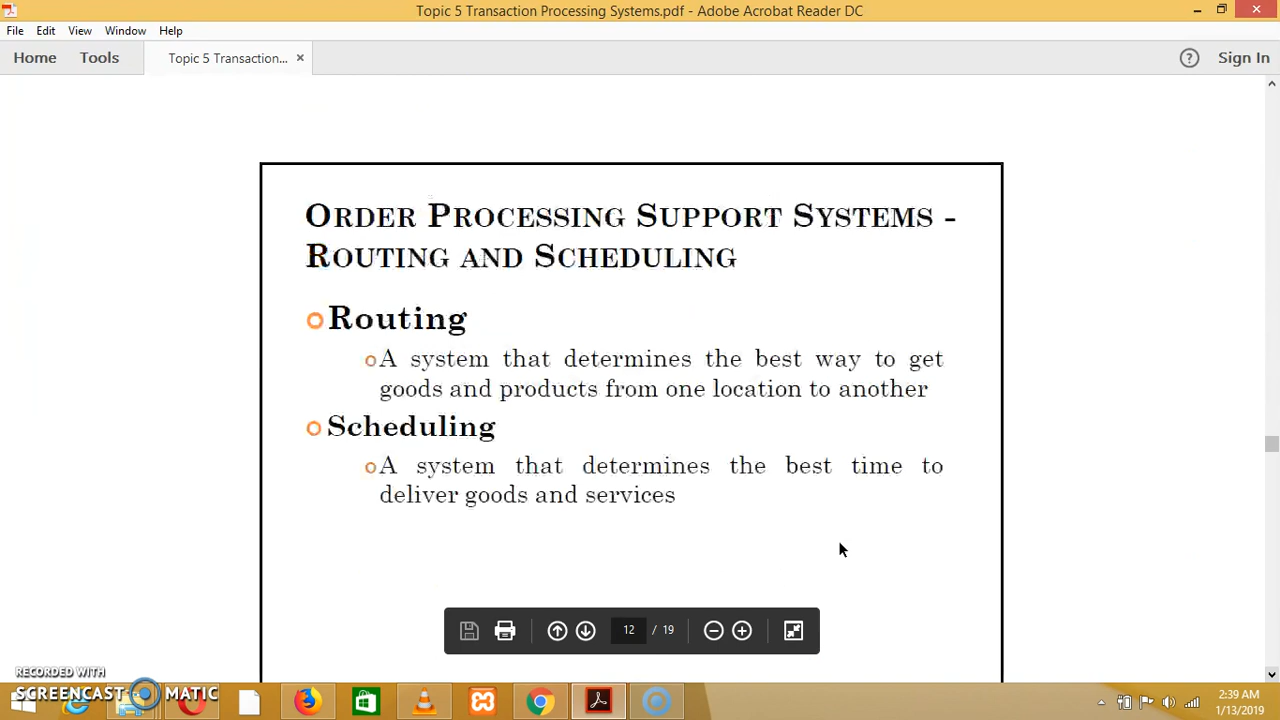 Topic 5 Transaction Processing Systems.pdf - Adobe Acrobat Reader DC
File Edit View Window Help
Home Tools Topic 5 Transaction... × ? Sign In
ORDER PROCESSING SUPPORT SYSTEMS -
ROUTING AND SCHEDULING
Routing
A system that determines the best way to get
goods and products from one location to another
Scheduling
A system that determines the best time to
deliver goods and services
12 / 19
RECORDED WITH
SCREENCAST MATIC
2:39 AM
1/13/2019